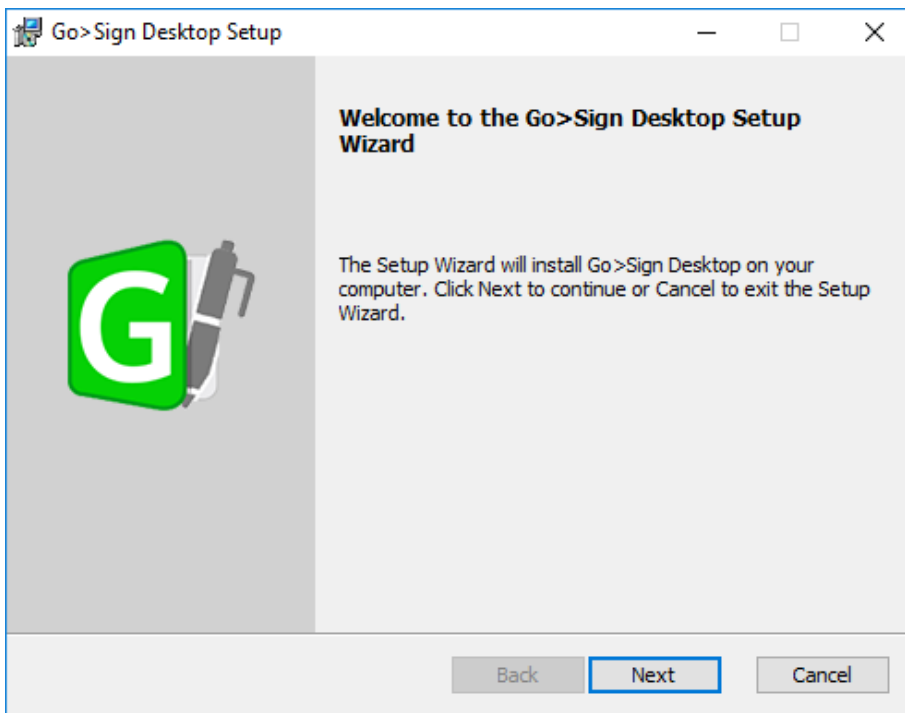 Go>Sign Desktop Setup
Welcome to the Go>Sign Desktop Setup
Wizard
The Setup Wizard will install Go>Sign Desktop on your
computer. Click Next to continue or Cancel to exit the Setup
Wizard.
G
Back Next Cancel